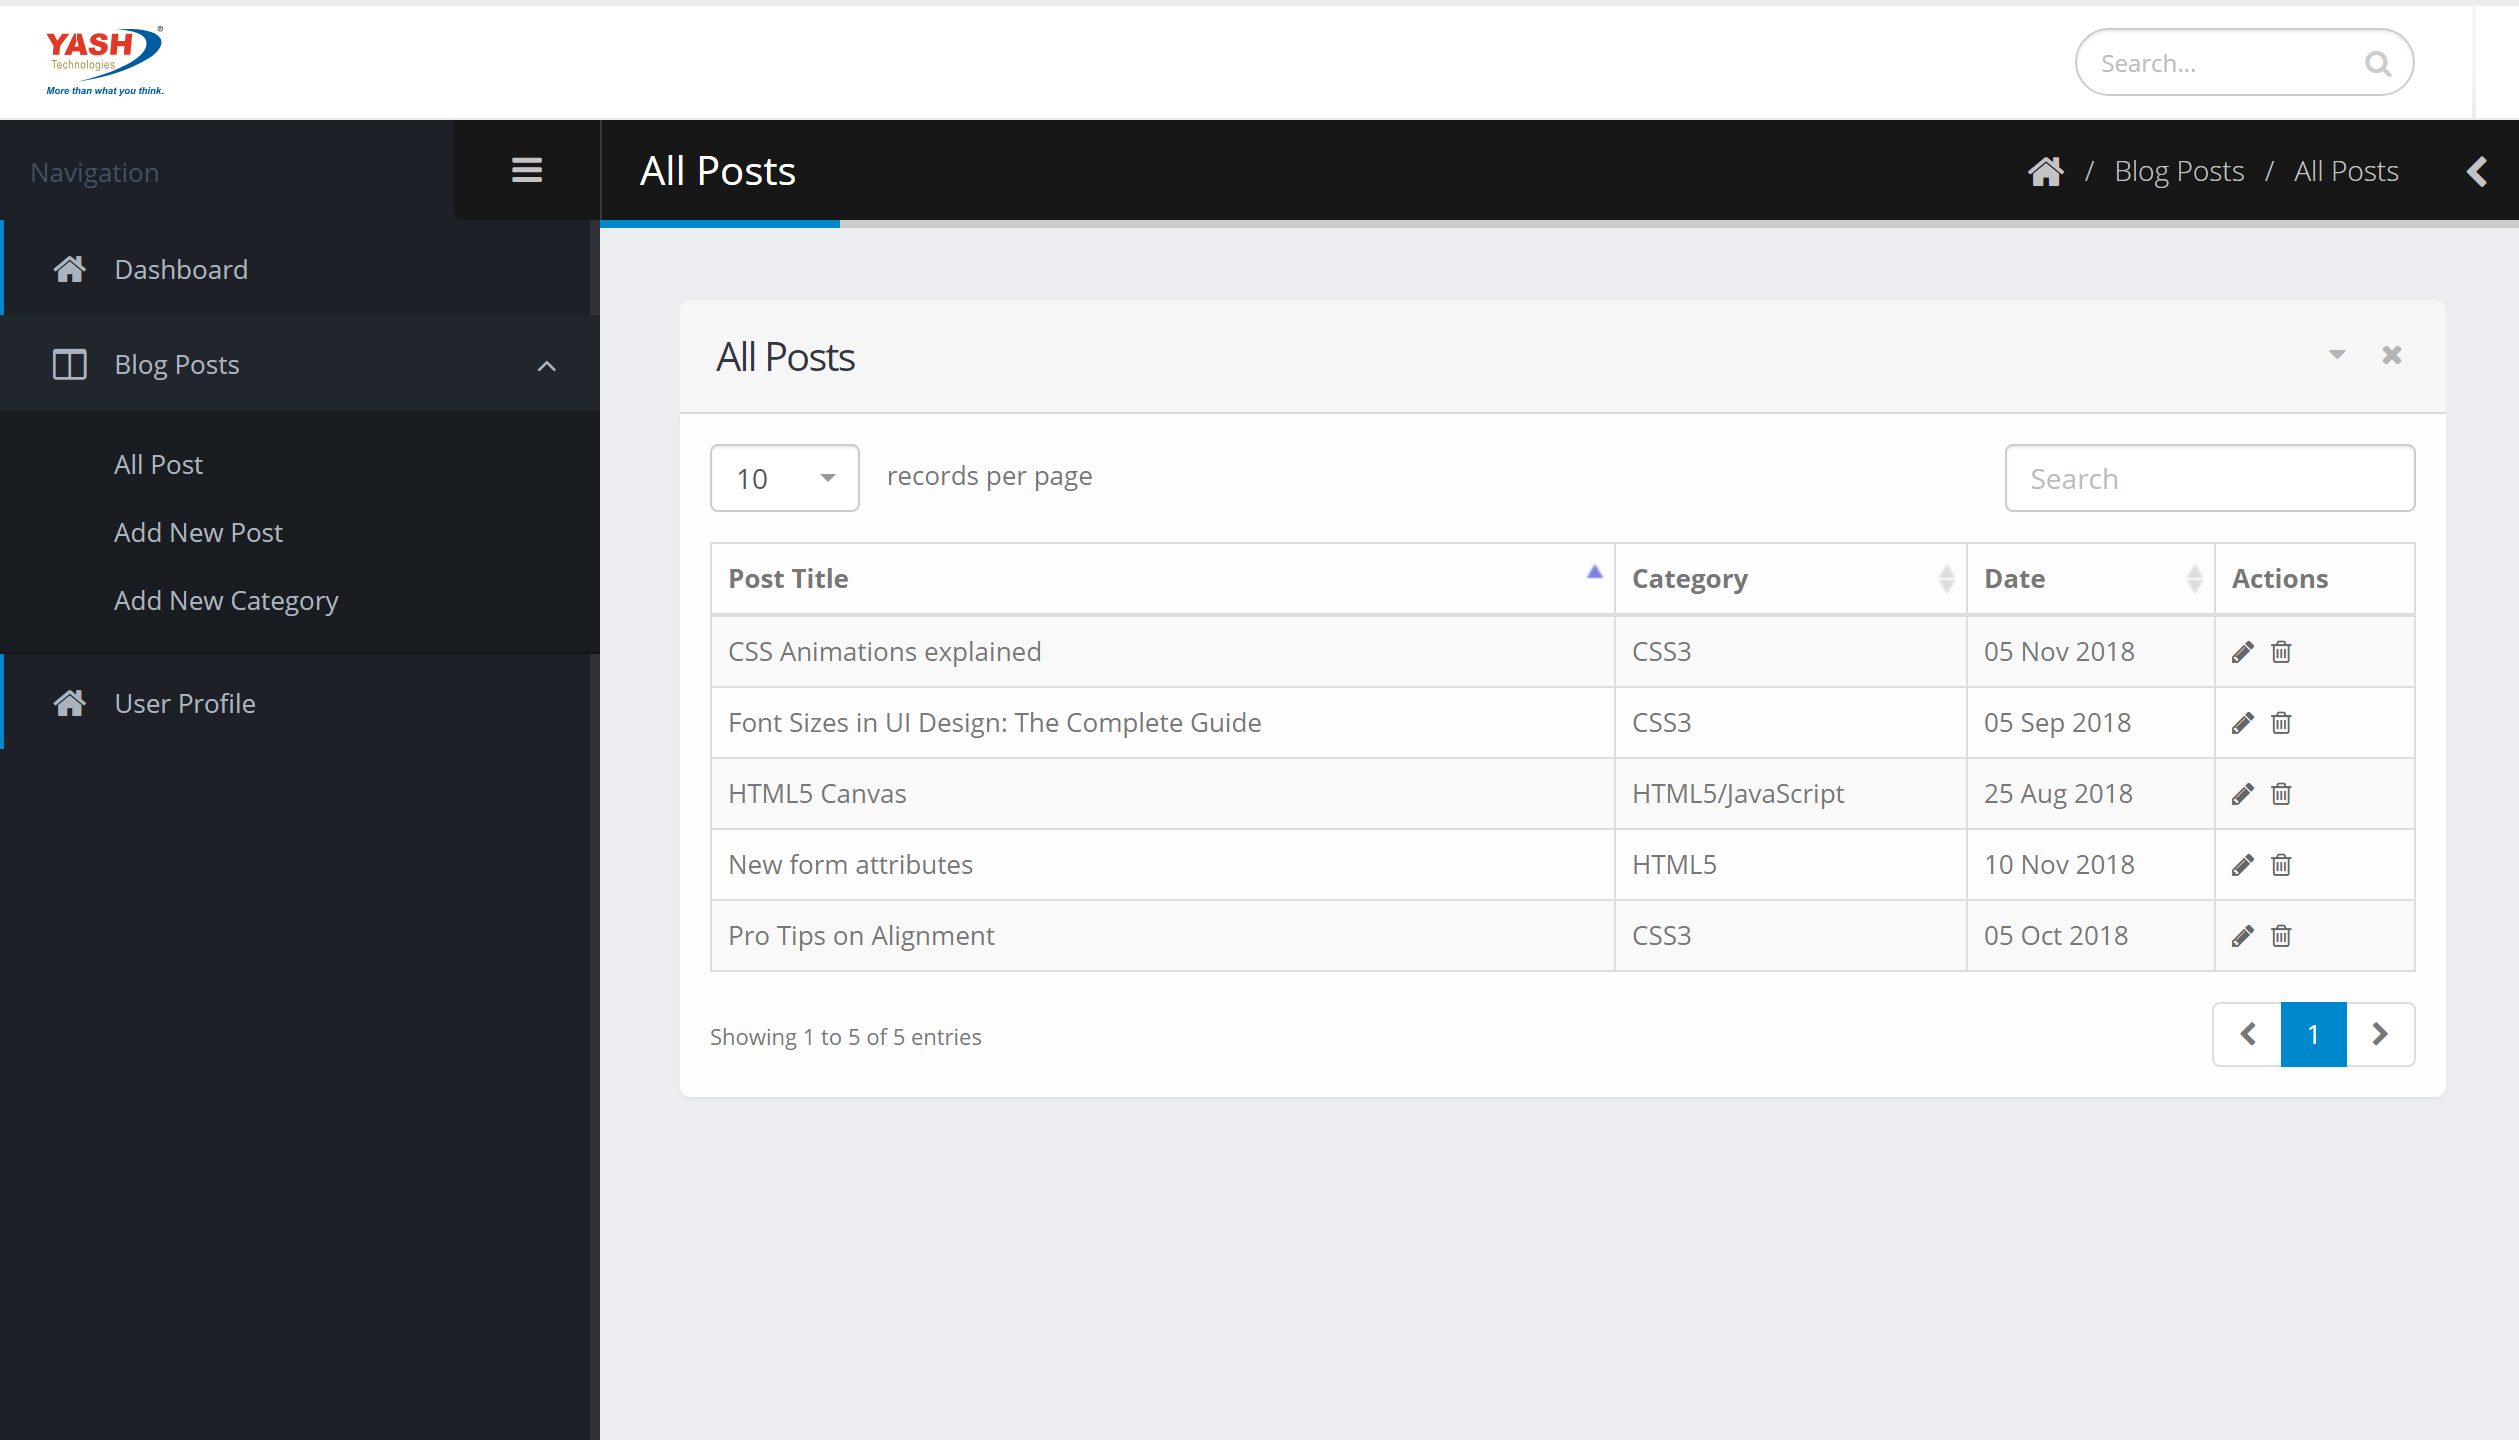 YASH
Technologies
More than what you think.
Search...
Navigation
All Posts
/ Blog Posts / All Posts
Dashboard
Blog Posts
All Post
Add New Post
Add New Category
User Profile
All Posts
10 records per page
Search
Post Title Category Date Actions
CSS Animations explained CSS3 05 Nov 2018
Font Sizes in UI Design: The Complete Guide CSS3 05 Sep 2018
HTML5 Canvas HTML5/JavaScript 25 Aug 2018
New form attributes HTML5 10 Nov 2018
Pro Tips on Alignment CSS3 05 Oct 2018
Showing 1 to 5 of 5 entries
1